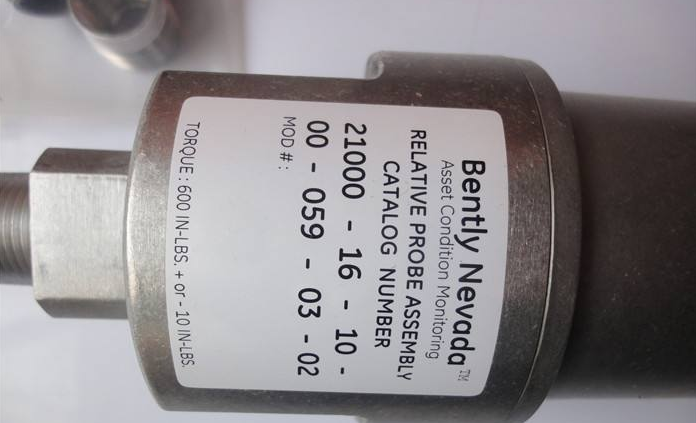 Bently Nevada™
Asset Condition Monitoring
RELATIVE PROBE ASSEMBLY
CATALOG NUMBER
21000 - 16 - 10 -
00 - 059 - 03 - 02
MOD # :
TORQUE : 600 IN-LBS. + or - 10 IN-LBS.